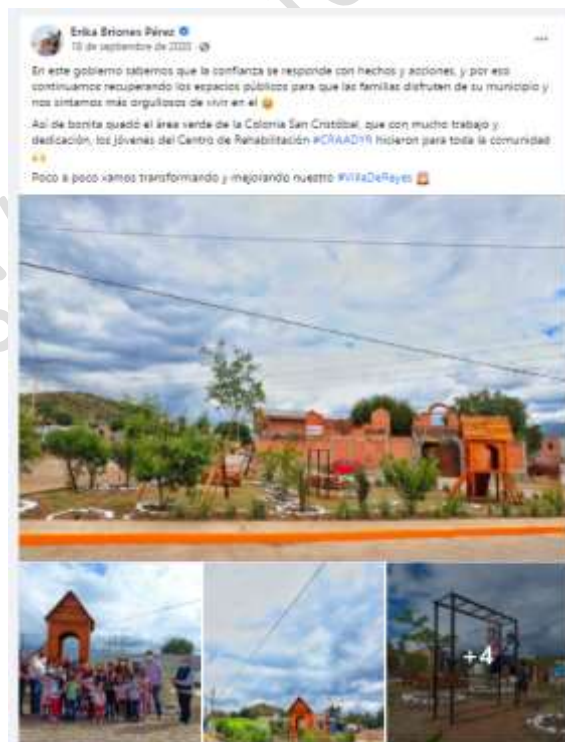 Erika Briones Pérez
18 de septiembre de 2020
En este gobierno sabemos que la confianza se responde con hechos y acciones, y por eso
continuamos recuperando los espacios públicos para que las familias disfruten de su municipio y
nos sintamos más orgullosos de vivir en el
Así de bonita quedó el área verde de la Colonia San Cristóbal, que con mucho trabajo y
dedicación, los jóvenes del Centro de Rehabilitación #CRAADYR hicieron para toda la comunidad
Poco a poco vamos transformando y mejorando nuestro #VillaDeReyes
+4